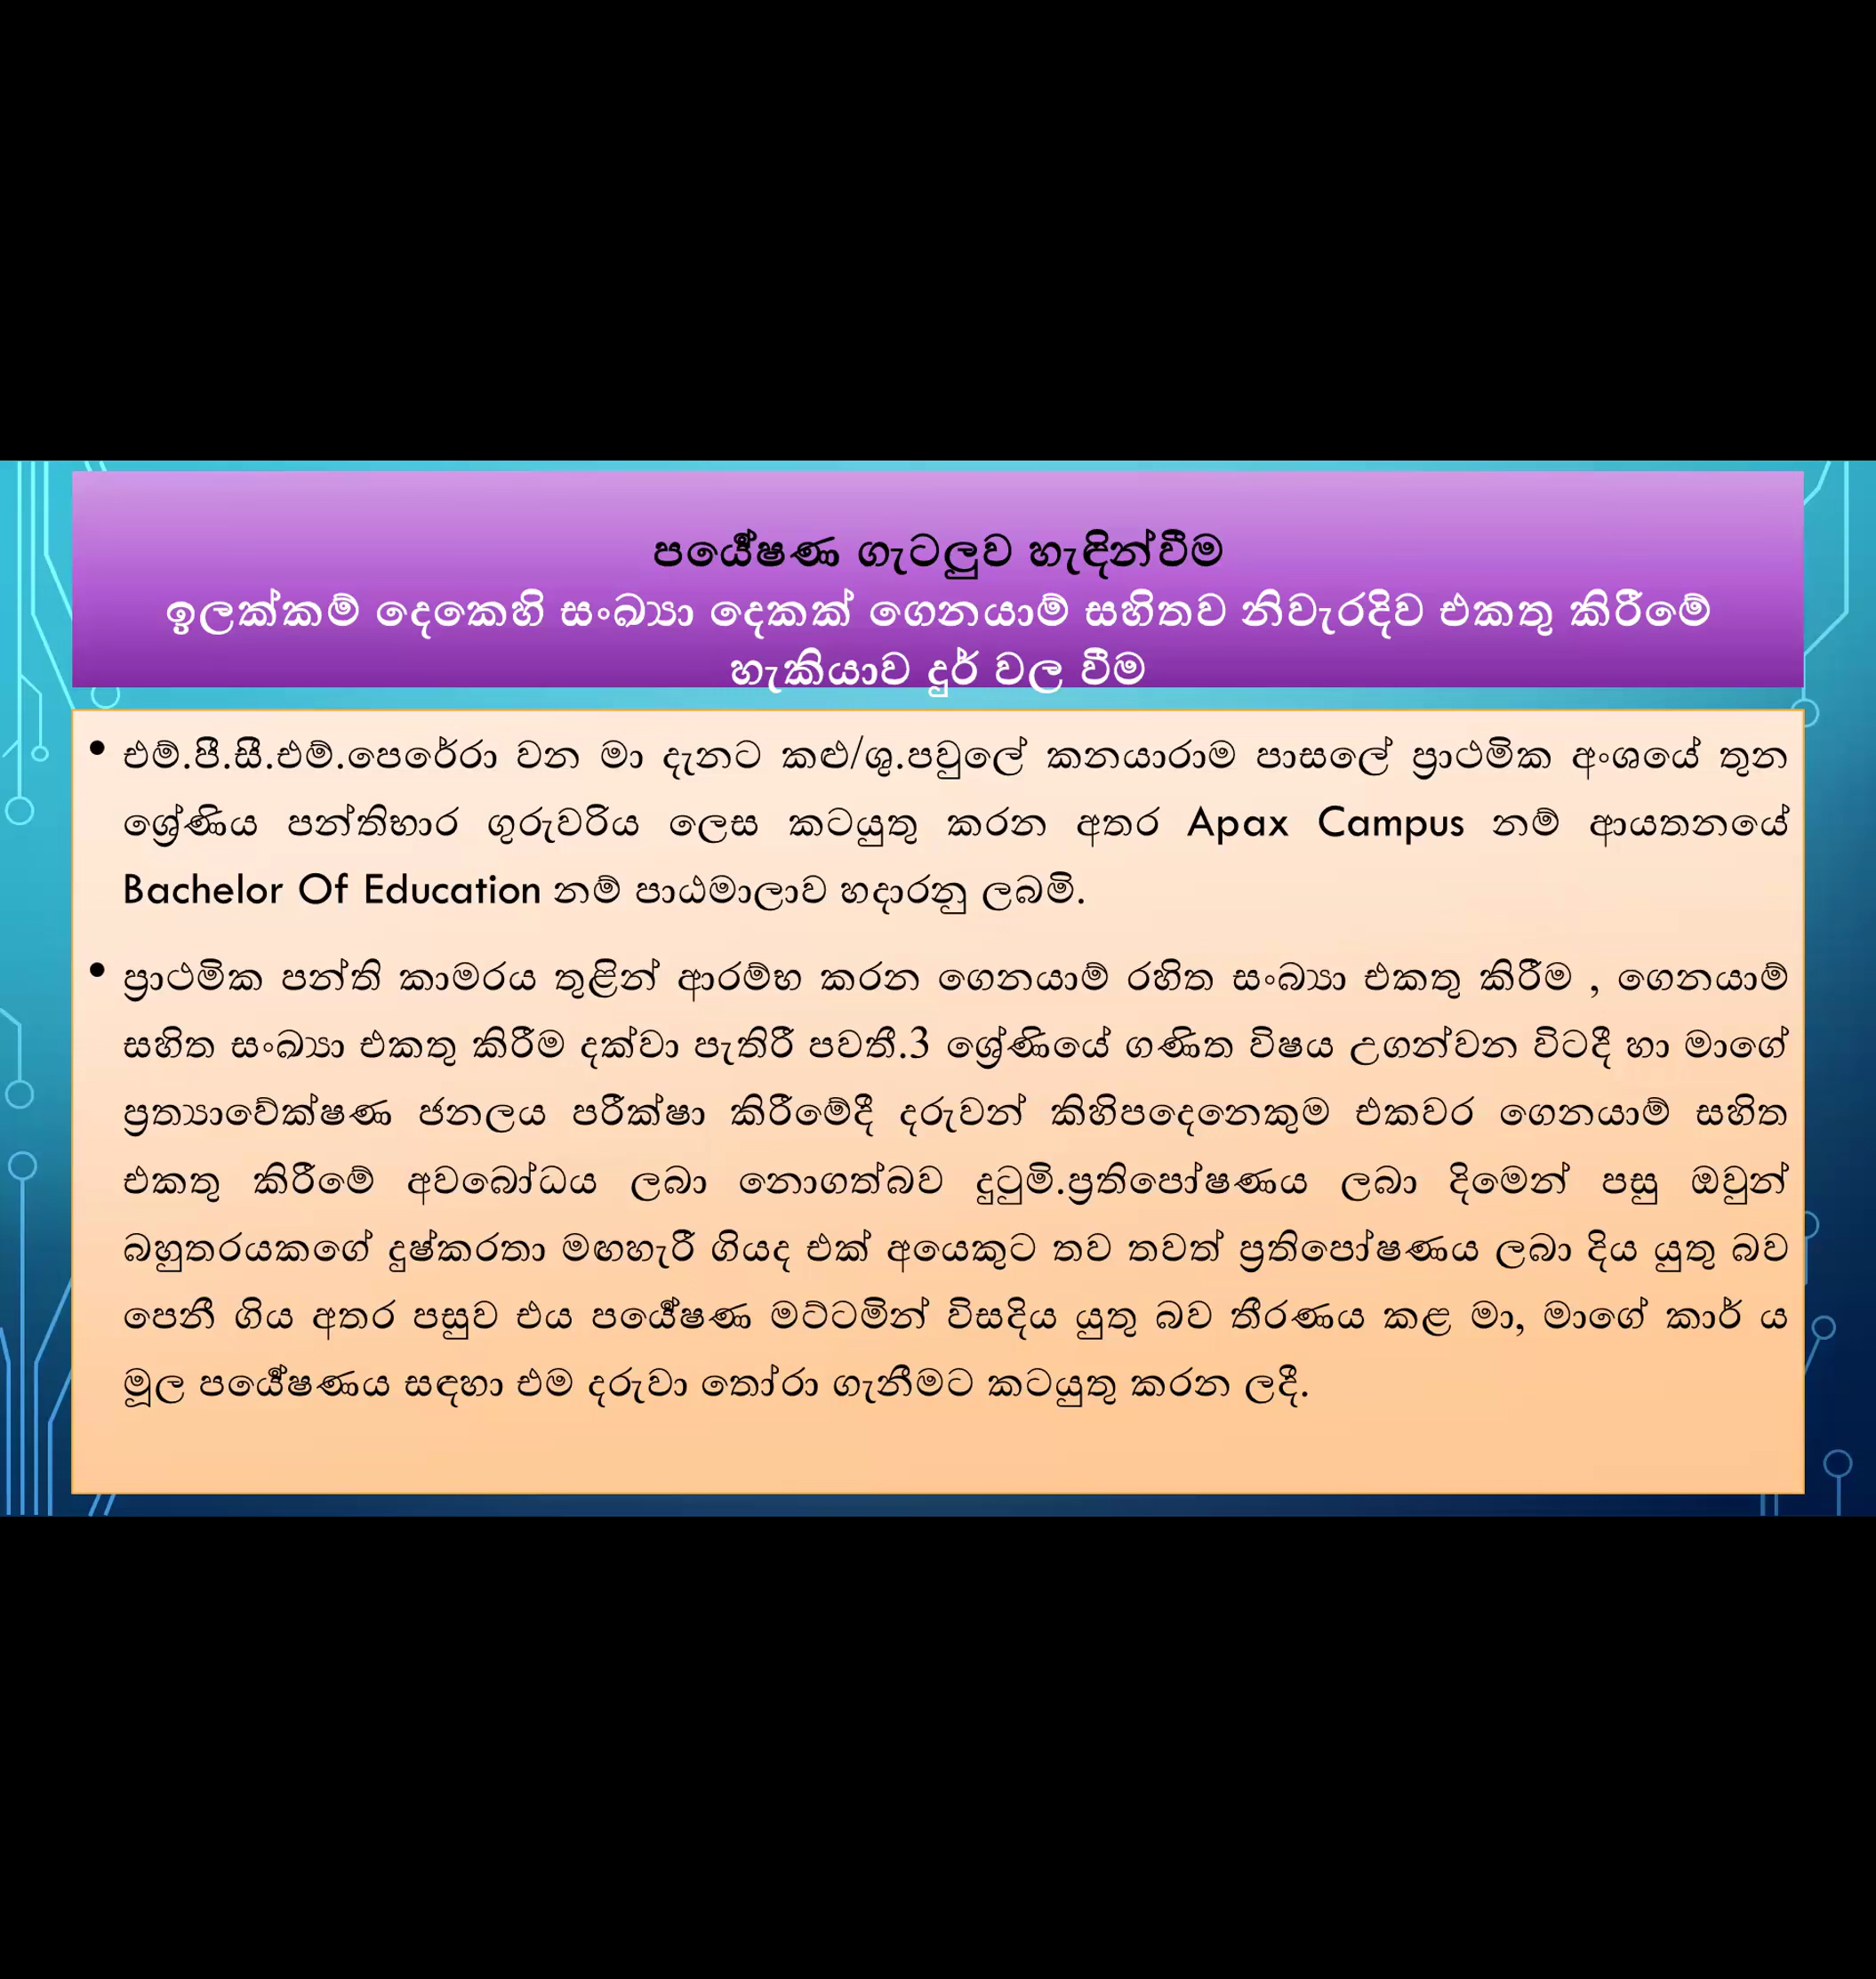 පර්යේෂණ ගැටලුව හැඳින්වීම
ඉලක්කම් දෙකෙහි සංඛ්‍යා දෙකක් ගෙනයාම් සහිතව නිවැරදිව එකතු කිරීමේ
හැකියාව දුර් වල වීම
• එම්.පී.සී.එම්.පෙරේරා වන මා දැනට කළු/ශු.පවුලේ කන්‍යාරාම පාසලේ ප්‍රාථමික අංශයේ තුන
ශ්‍රේණිය පන්තිභාර ගුරුවරිය ලෙස කටයුතු කරන අතර Apax Campus නම් ආයතනයේ
Bachelor Of Education නම් පාඨමාලාව හදාරනු ලබමි.
• ප්‍රාථමික පන්ති කාමරය තුළින් ආරම්භ කරන ගෙනයාම් රහිත සංඛ්‍යා එකතු කිරීම , ගෙනයාම්
සහිත සංඛ්‍යා එකතු කිරීම දක්වා පැතිරී පවතී.3 ශ්‍රේණියේ ගණිත විෂය උගන්වන විටදී හා මාගේ
ප්‍රත්‍යාවේක්ෂණ ජනලය පරීක්ෂා කිරීමේදී දරුවන් කිහිපදෙනෙකුම එකවර ගෙනයාම් සහිත
එකතු කිරීමේ අවබෝධය ලබා නොගත්බව දුටුමි.ප්‍රතිපෝෂණය ලබා දිමෙන් පසු ඔවුන්
බහුතරයකගේ දුෂ්කරතා මඟහැරී ගියද එක් අයෙකුට තව තවත් ප්‍රතිපෝෂණය ලබා දිය යුතු බව
පෙනී ගිය අතර පසුව එය පර්යේෂණ මට්ටමින් විසදිය යුතු බව තීරණය කළ මා, මාගේ කාර් ය
මූල පර්යේෂණය සඳහා එම දරුවා තෝරා ගැනීමට කටයුතු කරන ලදී.